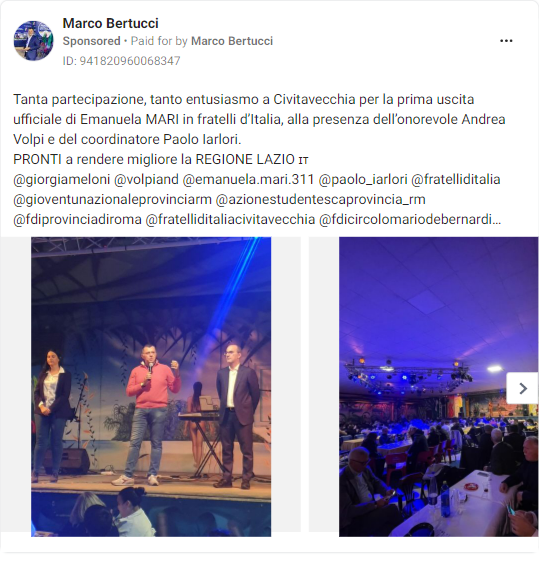 Marco Bertucci
Sponsored • Paid for by Marco Bertucci
ID: 941820960068347
Tanta partecipazione, tanto entusiasmo a Civitavecchia per la prima uscita
ufficiale di Emanuela MARI in fratelli d’Italia, alla presenza dell’onorevole Andrea
Volpi e del coordinatore Paolo Iarlori.
PRONTI a rendere migliore la REGIONE LAZIO 🇮🇹
@giorgiameloni @volpiand @emanuela.mari.311 @paolo_iarlori @fratelliditalia
@gioventunazionaleprovinciarm @azionestudentescaprovincia_rm
@fdiprovinciadiroma @fratelliditaliacivitavecchia @fdicircolomariodebernardi...